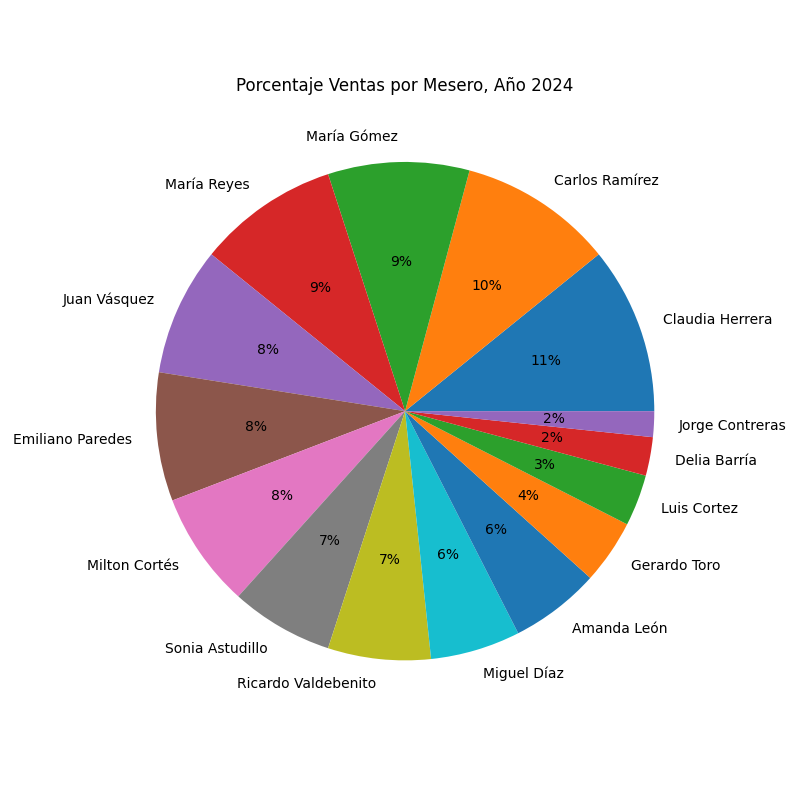 Porcentaje Ventas por Mesero, Año 2024
María Gómez
Carlos Ramírez
María Reyes
Juan Vásquez
Claudia Herrera
Emiliano Paredes
Jorge Contreras
Delia Barría
Luis Cortez
Milton Cortés
Gerardo Toro
Amanda León
Sonia Astudillo
Miguel Díaz
Ricardo Valdebenito
9%
10%
9%
8%
11%
8%
2%
2%
3%
8%
4%
6%
7%
6%
7%